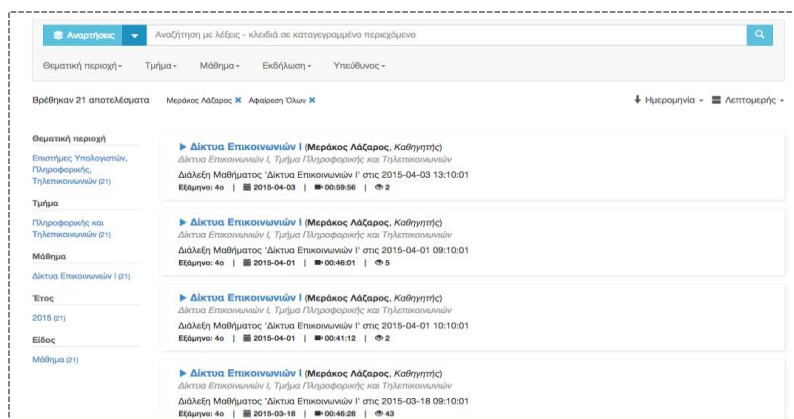 Αναρτήσεις
Αναζήτηση με λέξεις - κλειδιά σε καταγεγραμμένο περιεχόμενο
Θεματική περιοχή Τμήμα Μάθημα Εκδήλωση Υπεύθυνος
Βρέθηκαν 21 αποτελέσματα Μεράκος Λάζαρος ✖ Αφαίρεση Όλων ✖ Ημερομηνία Λεπτομερής
Θεματική περιοχή
Επιστήμες Υπολογιστών,
Πληροφορικής,
Τηλεπικοινωνιών (21)
Τμήμα
Πληροφορικής και
Τηλεπικοινωνιών (21)
Μάθημα
Δίκτυα Επικοινωνιών Ι (21)
Έτος
2015 (21)
Είδος
Μάθημα (21)
Δίκτυα Επικοινωνιών Ι (Μεράκος Λάζαρος, Καθηγητής)
Δίκτυα Επικοινωνιών Ι, Τμήμα Πληροφορικής και Τηλεπικοινωνιών
Διάλεξη Μαθήματος 'Δίκτυα Επικοινωνιών Ι' στις 2015-04-03 13:10:01
Εξάμηνο: 4ο | 2015-04-03 | 00:59:56 | 2
Δίκτυα Επικοινωνιών Ι (Μεράκος Λάζαρος, Καθηγητής)
Δίκτυα Επικοινωνιών Ι, Τμήμα Πληροφορικής και Τηλεπικοινωνιών
Διάλεξη Μαθήματος 'Δίκτυα Επικοινωνιών Ι' στις 2015-04-01 09:10:01
Εξάμηνο: 4ο | 2015-04-01 | 00:46:01 | 5
Δίκτυα Επικοινωνιών Ι (Μεράκος Λάζαρος, Καθηγητής)
Δίκτυα Επικοινωνιών Ι, Τμήμα Πληροφορικής και Τηλεπικοινωνιών
Διάλεξη Μαθήματος 'Δίκτυα Επικοινωνιών Ι' στις 2015-04-01 10:10:01
Εξάμηνο: 4ο | 2015-04-01 | 00:41:12 | 2
Δίκτυα Επικοινωνιών Ι (Μεράκος Λάζαρος, Καθηγητής)
Δίκτυα Επικοινωνιών Ι, Τμήμα Πληροφορικής και Τηλεπικοινωνιών
Διάλεξη Μαθήματος 'Δίκτυα Επικοινωνιών Ι' στις 2015-03-18 09:10:01
Εξάμηνο: 4ο | 2015-03-18 | 00:46:28 | 43